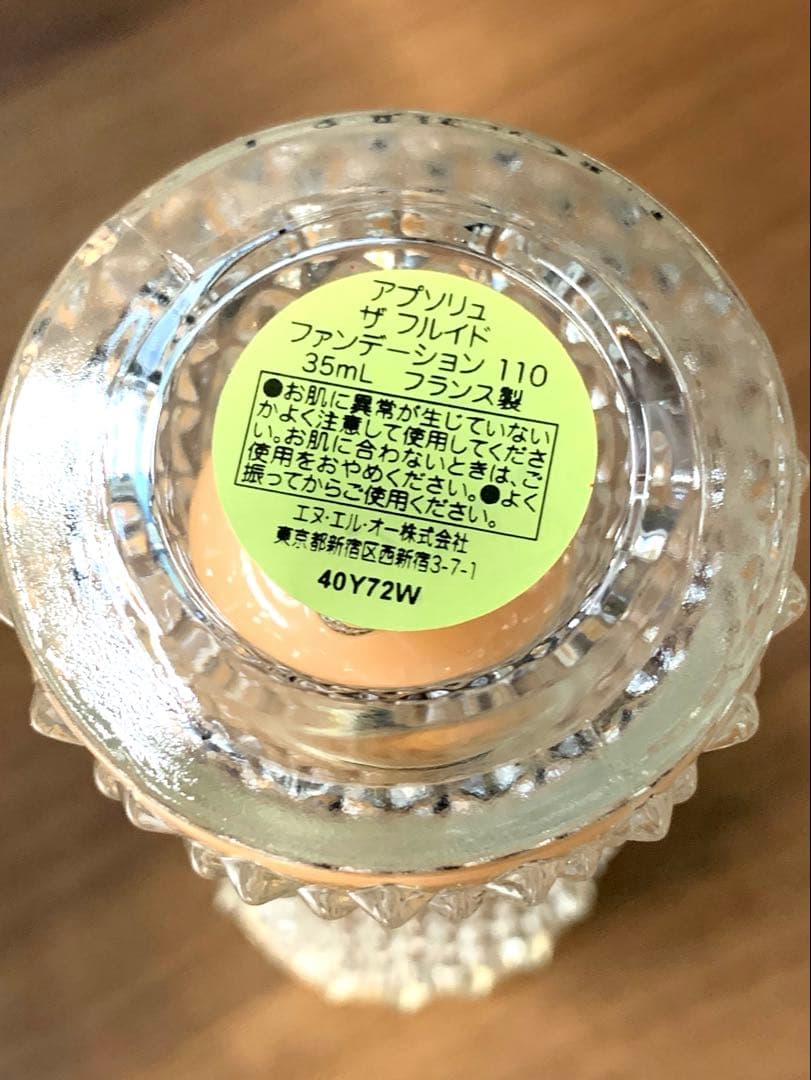 アプソリュ
ザ フルイド
ファンデーション 110
35mL フランス製
●お肌に異常が生じていない
かよく注意して使用してくださ
い。お肌に合わないときは、ご
使用をおやめください。●よく
振ってからご使用ください。
エヌ・エル・オー株式会社
東京都新宿区西新宿3-7-1
40Y72W